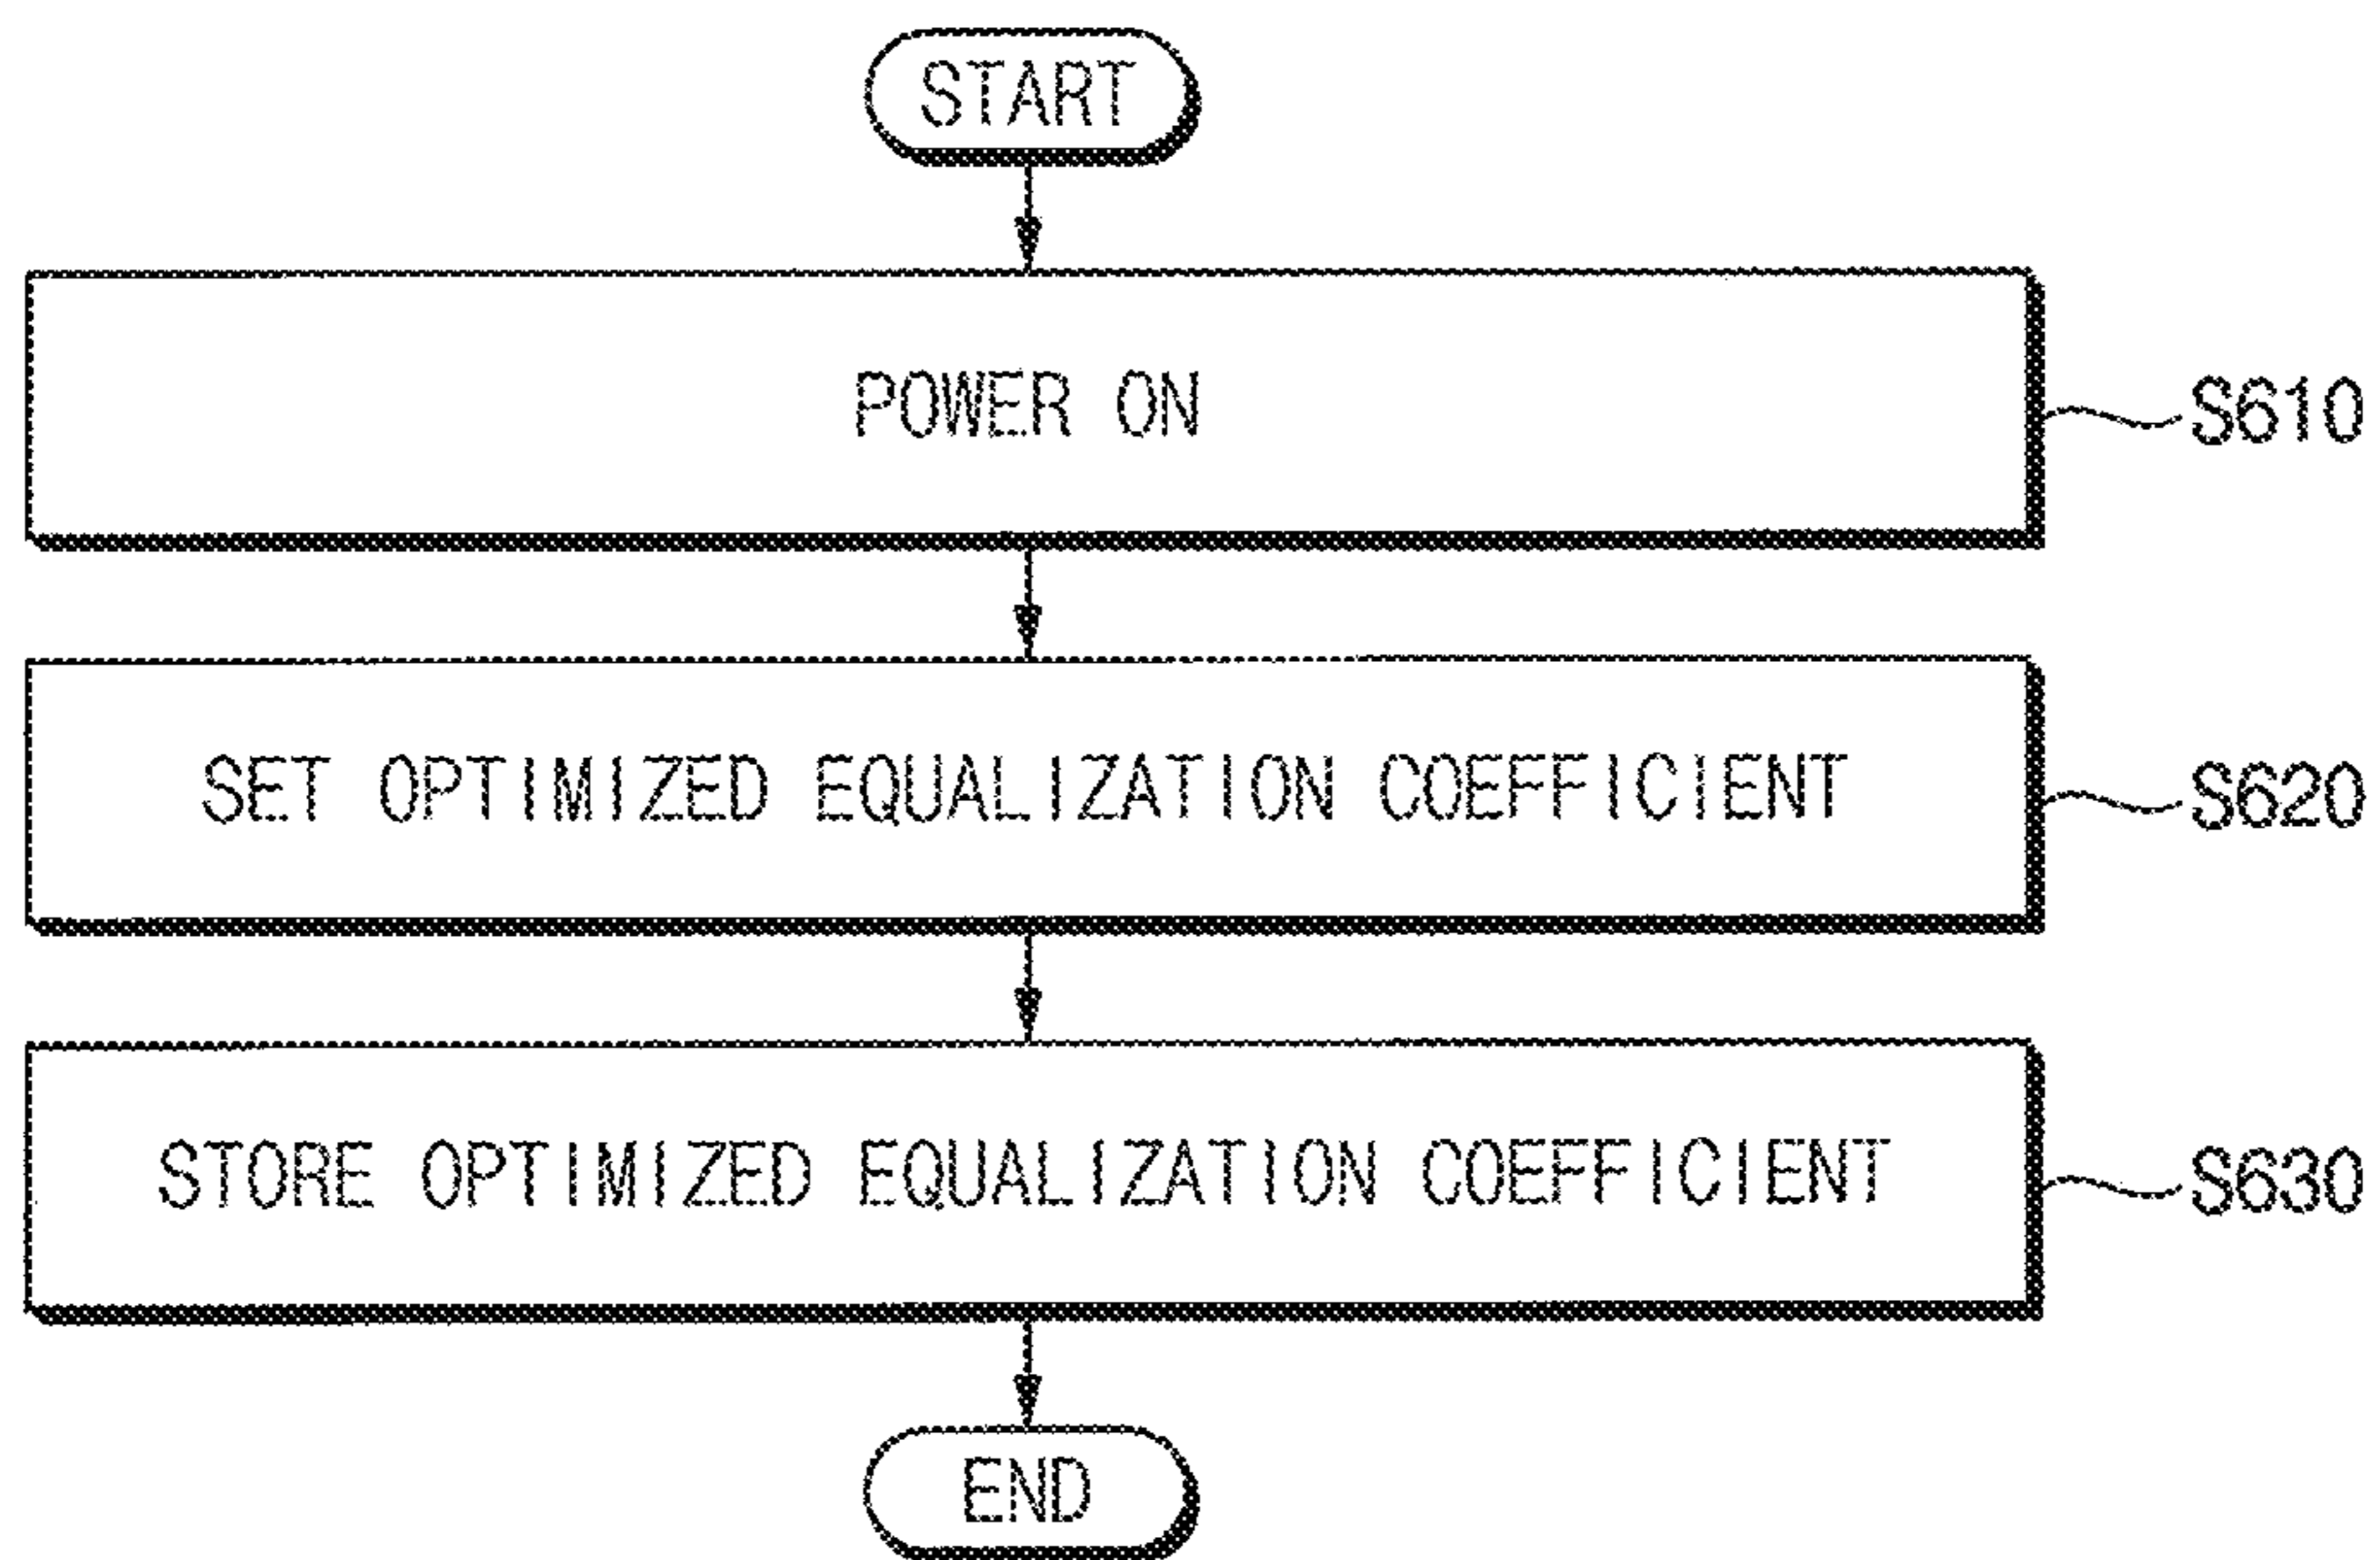 START
POWER ON
S610
SET OPTIMIZED EQUALIZATION COEFFICIENT
S620
STORE OPTIMIZED EQUALIZATION COEFFICIENT
S630
END